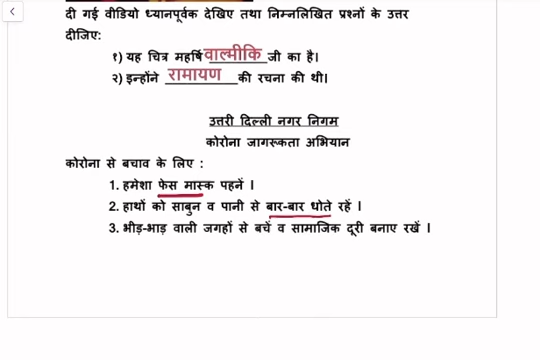 दी गई वीडियो ध्यानपूर्वक देखिए तथा निम्नलिखित प्रश्नों के उत्तर
दीजिए:
१) यह चित्र महर्षि वाल्मीकि जी का है।
२) इन्होंने रामायण की रचना की थी।
उत्तरी दिल्ली नगर निगम
कोरोना जागरूकता अभियान
कोरोना से बचाव के लिए :
1. हमेशा फेस मास्क पहनें ।
2. हाथों को साबुन व पानी से बार-बार धोते रहें ।
3. भीड़-भाड़ वाली जगहों से बचें व सामाजिक दूरी बनाए रखें ।